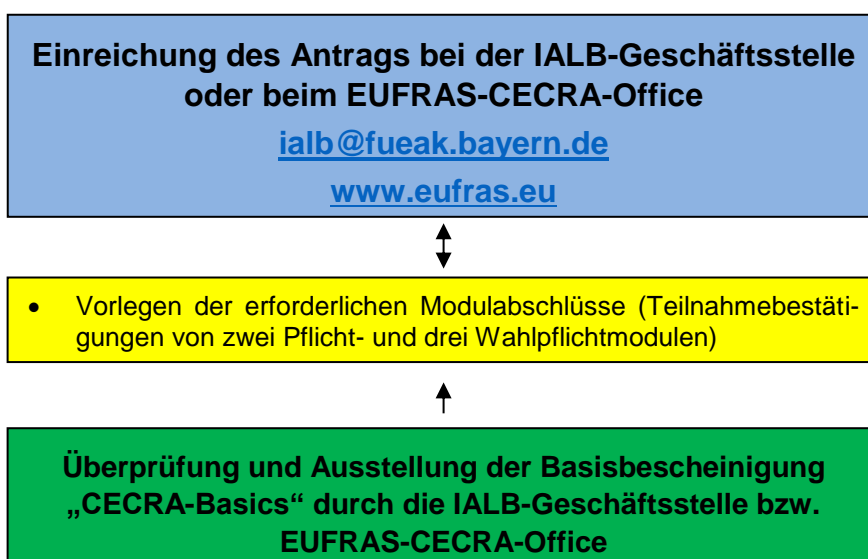 Einreichung des Antrags bei der IALB-Geschäftsstelle
oder beim EUFRAS-CECRA-Office
ialb@fueak.bayern.de
www.eufras.eu
• Vorlegen der erforderlichen Modulabschlüsse (Teilnahmebestäti-
gungen von zwei Pflicht- und drei Wahlpflichtmodulen)
Überprüfung und Ausstellung der Basisbescheinigung
„CECRA-Basics“ durch die IALB-Geschäftsstelle bzw.
EUFRAS-CECRA-Office